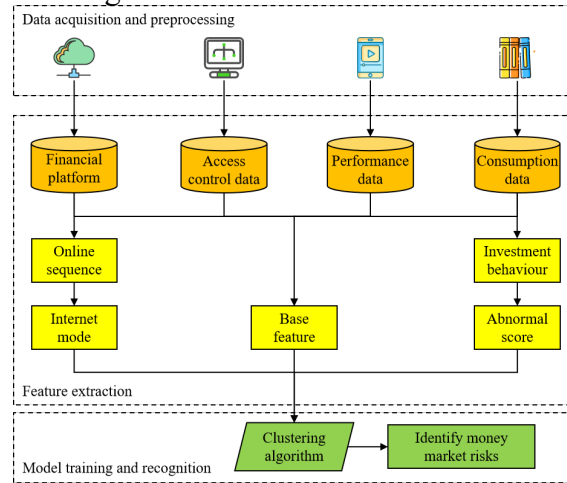 Data acquisition and preprocessing
Financial
platform
Access
control data
Performance
data
Consumption
data
Online
sequence
Investment
behaviour
Internet
mode
Base
feature
Abnormal
score
Feature extraction
Clustering
algorithm
Identify money
market risks
Model training and recognition